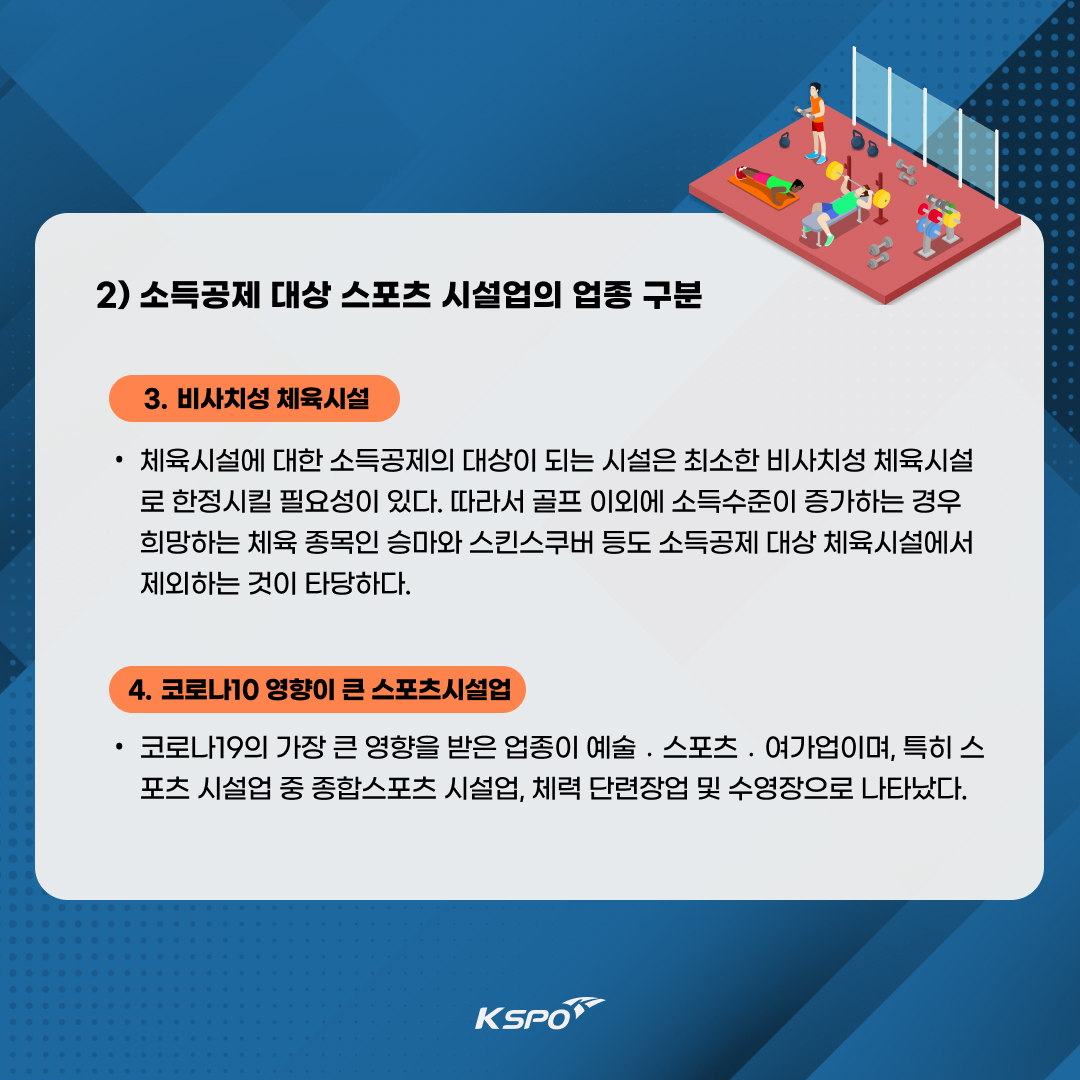 2) 소득공제 대상 스포츠 시설업의 업종 구분
3. 비사치성 체육시설
• 체육시설에 대한 소득공제의 대상이 되는 시설은 최소한 비사치성 체육시설
로 한정시킬 필요성이 있다. 따라서 골프 이외에 소득수준이 증가하는 경우
희망하는 체육 종목인 승마와 스킨스쿠버 등도 소득공제 대상 체육시설에서
제외하는 것이 타당하다.
4. 코로나10 영향이 큰 스포츠시설업
• 코로나19의 가장 큰 영향을 받은 업종이 예술 . 스포츠 . 여가업이며, 특히 스
포츠 시설업 중 종합스포츠 시설업, 체력 단련장업 및 수영장으로 나타났다.
KSPO